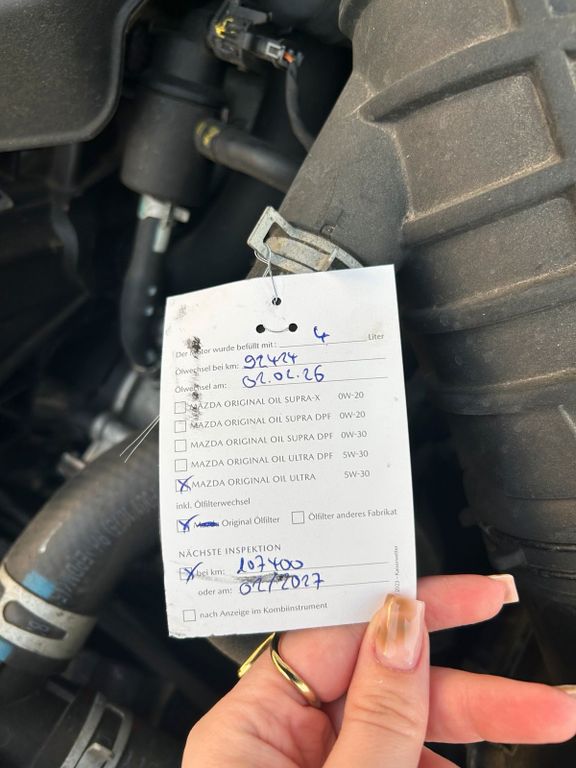 Der Motor wurde befüllt mit: 4 Liter
Ölwechsel bei km: 92424
Ölwechsel am: 02.02.26
MAZDA ORIGINAL OIL SUPRA-X 0W-20
MAZDA ORIGINAL OIL SUPRA DPF 0W-20
MAZDA ORIGINAL OIL SUPRA DPF 0W-30
MAZDA ORIGINAL OIL ULTRA DPF 5W-30
X MAZDA ORIGINAL OIL ULTRA 5W-30
inkl. Ölfilterwechsel
X Original Ölfilter Ölfilter anderes Fabrikat
NÄCHSTE INSPEKTION
X bei km: 107400
oder am: 02/2027
nach Anzeige im Kombiinstrument